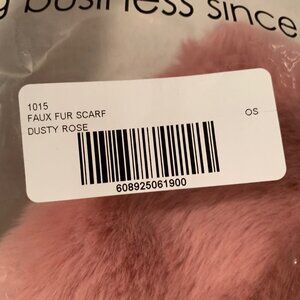 business since
1015
FAUX FUR SCARF
DUSTY ROSE
OS
608925061900